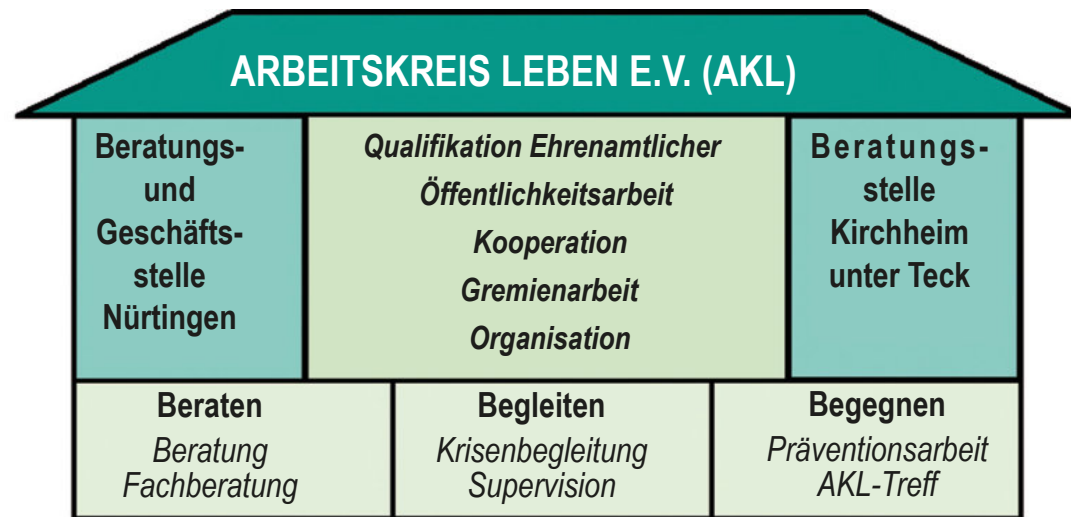 ARBEITSKREIS LEBEN E.V. (AKL)
Beratungs-
und
Geschäfts-
stelle
Nürtingen
Qualifikation Ehrenamtlicher
Öffentlichkeitsarbeit
Kooperation
Gremienarbeit
Organisation
Beratungs-
stelle
Kirchheim
unter Teck
Beraten
Beratung
Fachberatung
Begleiten
Krisenbegleitung
Supervision
Begegnen
Präventionsarbeit
AKL-Treff